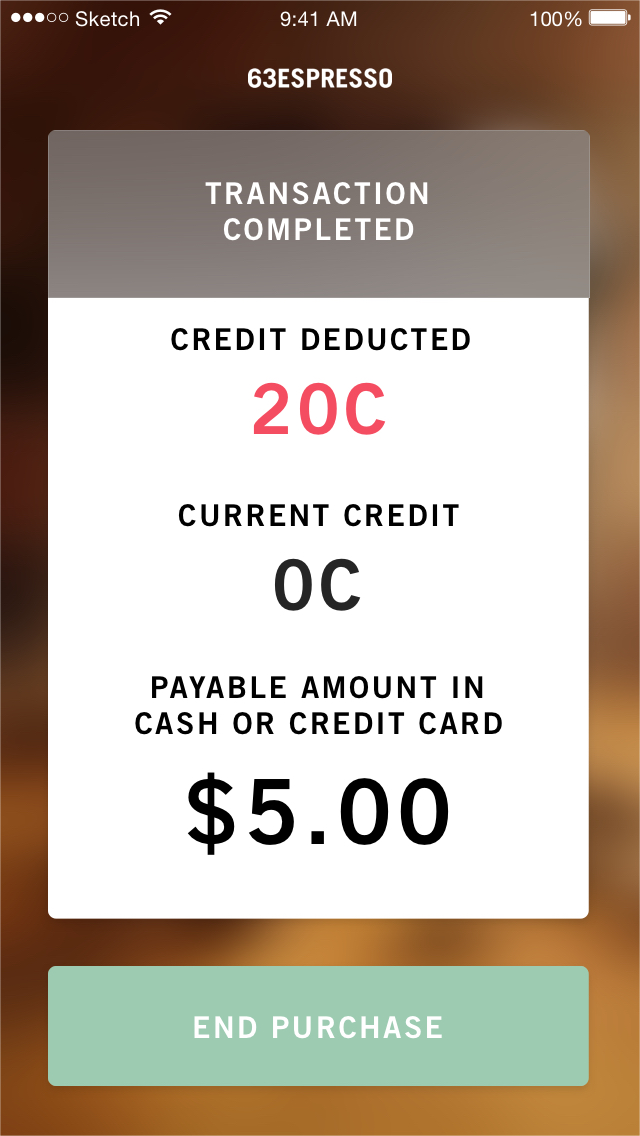 Sketch 9:41 AM 100%
63ESPRESSO
TRANSACTION
COMPLETED
CREDIT DEDUCTED
20C
CURRENT CREDIT
0C
PAYABLE AMOUNT IN
CASH OR CREDIT CARD
$5.00
END PURCHASE